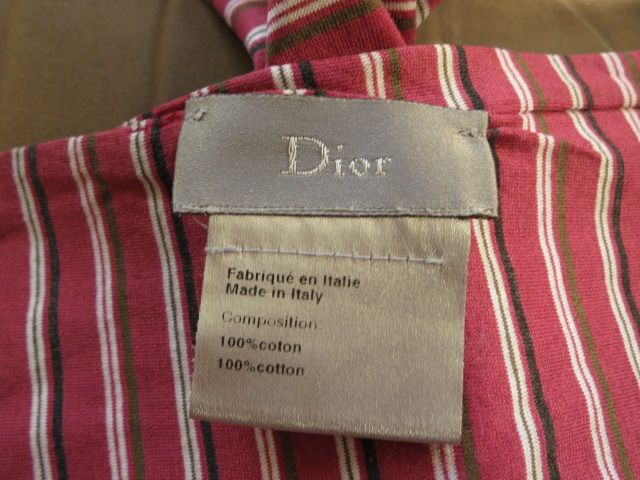 Dior
Fabriqué en Italie
Made in Italy
Composition:
100%coton
100%cotton